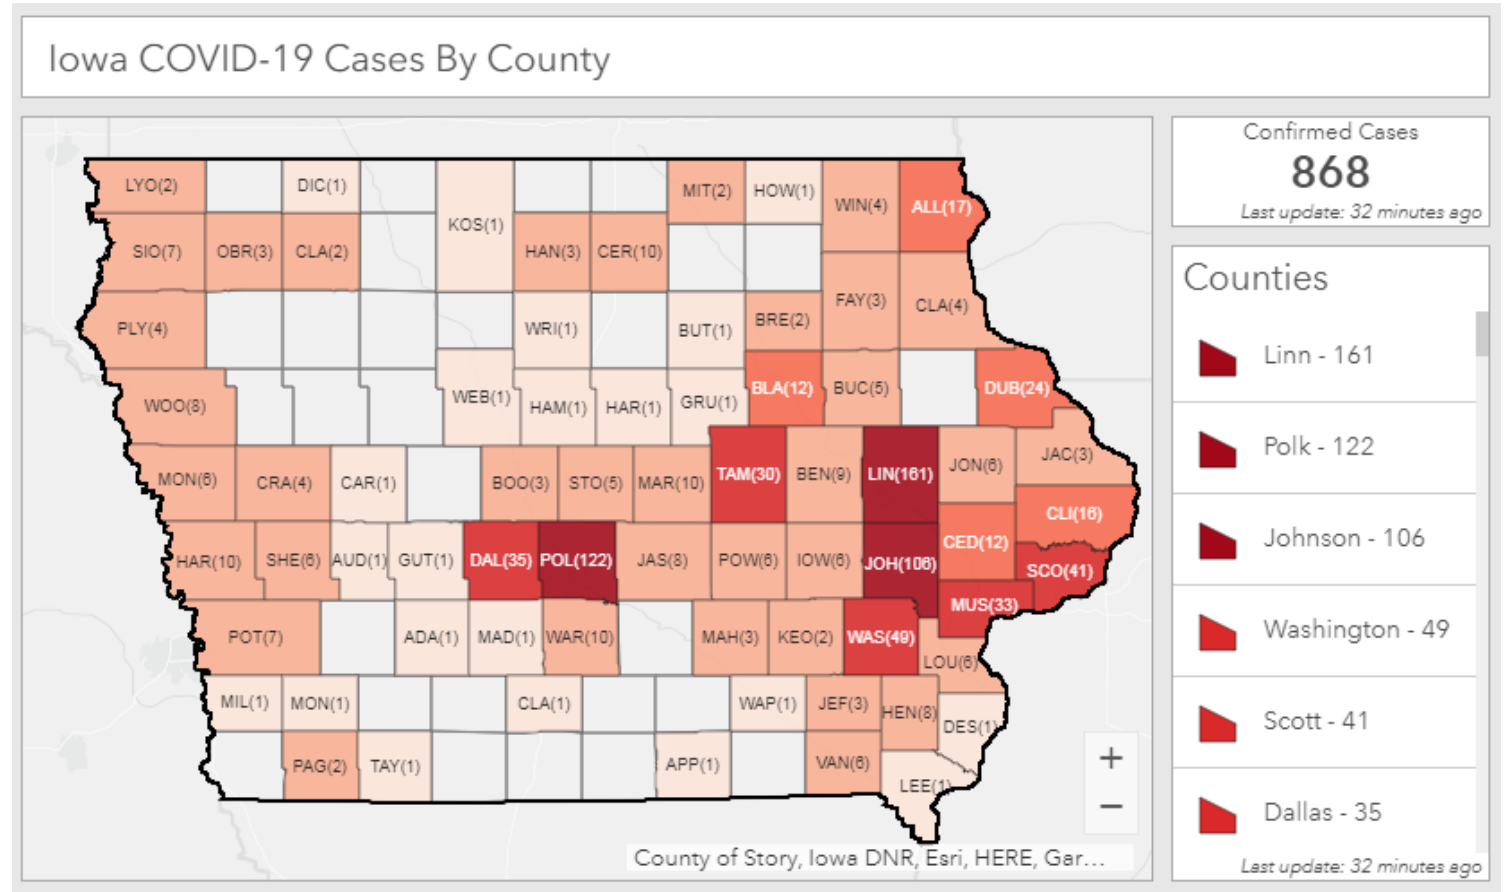 Iowa COVID-19 Cases By County
Confirmed Cases
868
Last update: 32 minutes ago
Counties
Linn - 161
Polk - 122
Johnson - 106
Washington - 49
Scott - 41
Dallas - 35
Last update: 32 minutes ago
LYO(2) DIC(1) KOS(1) MIT(2) HOW(1) WIN(4) ALL(17)
SIO(7) OBR(3) CLA(2) HAN(3) CER(10)
PLY(4) WRI(1) BUT(1) BRE(2) FAY(3) CLA(4)
WOO(8) WEB(1) HAM(1) HAR(1) GRU(1) BLA(12) BUC(5) DUB(24)
MON(6) CRA(4) CAR(1) BOO(3) STO(5) MAR(10) TAM(30) BEN(9) LIN(161) JON(6) JAC(3)
CLI(16)
HAR(10) SHE(6) AUD(1) GUT(1) DAL(35) POL(122) JAS(8) POW(6) IOW(6) JOH(106) CED(12) SCO(41)
MUS(33)
POT(7) ADA(1) MAD(1) WAR(10) MAH(3) KEO(2) WAS(49) LOU(6)
MIL(1) MON(1) CLA(1) WAP(1) JEF(3) HEN(8) DES(1)
PAG(2) TAY(1) APP(1) VAN(6) LEE(1)
+
−
County of Story, Iowa DNR, Esri, HERE, Gar...